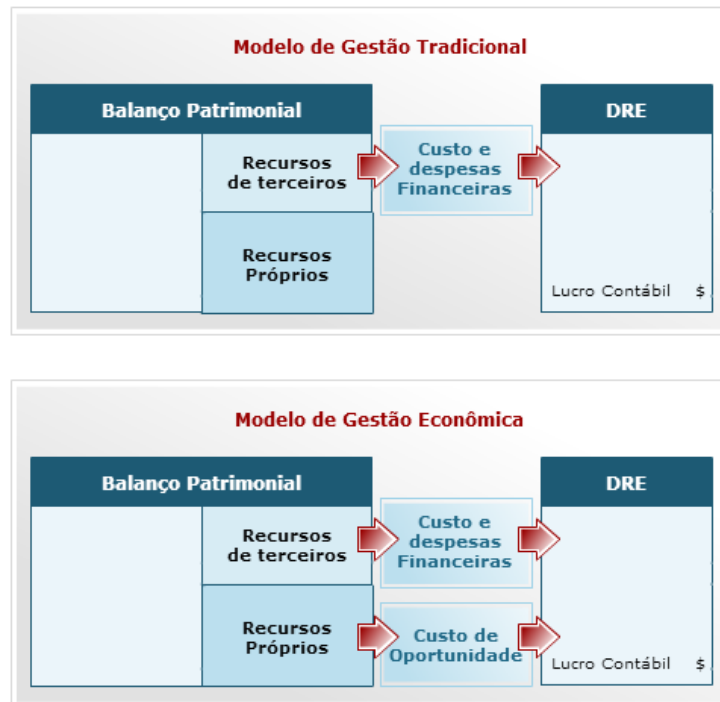 Modelo de Gestão Tradicional
Balanço Patrimonial
DRE
Recursos
de terceiros
Custo e
despesas
Financeiras
Recursos
Próprios
Lucro Contábil $
Modelo de Gestão Econômica
Balanço Patrimonial
DRE
Recursos
de terceiros
Custo e
despesas
Financeiras
Recursos
Próprios
Custo de
Oportunidade
Lucro Contábil $